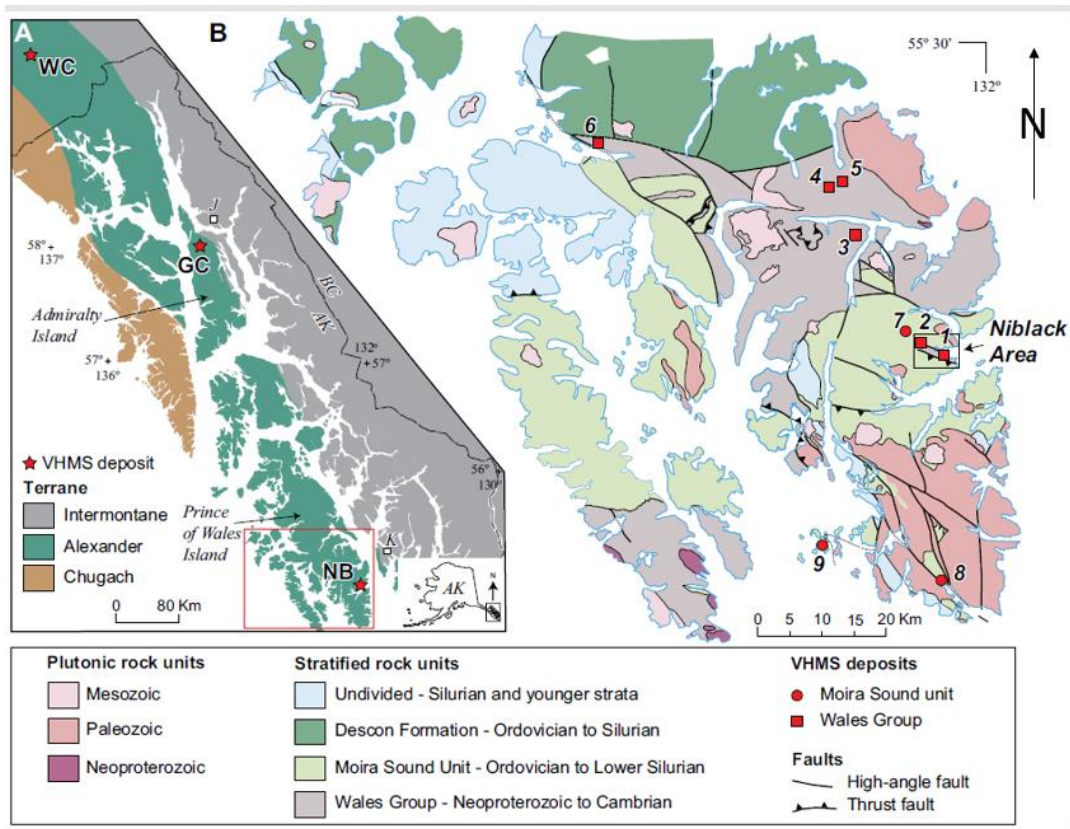 A
B
WC
J
GC
58° +
137°
Admiralty
Island
BC
AK
132°
+ 57°
57° +
136°
56°
130°
VHMS deposit
Terrane
Intermontane
Alexander
Chugach
0 80 Km
Prince
of Wales
Island
K
NB
AK
N
55° 30'
132°
N
6
4
5
3
7
2
1
Niblack
Area
9
8
0 5 10 15 20 Km
Plutonic rock units
Mesozoic
Paleozoic
Neoproterozoic
Stratified rock units
Undivided - Silurian and younger strata
Descon Formation - Ordovician to Silurian
Moira Sound Unit - Ordovician to Lower Silurian
Wales Group - Neoproterozoic to Cambrian
VHMS deposits
Moira Sound unit
Wales Group
Faults
High-angle fault
Thrust fault